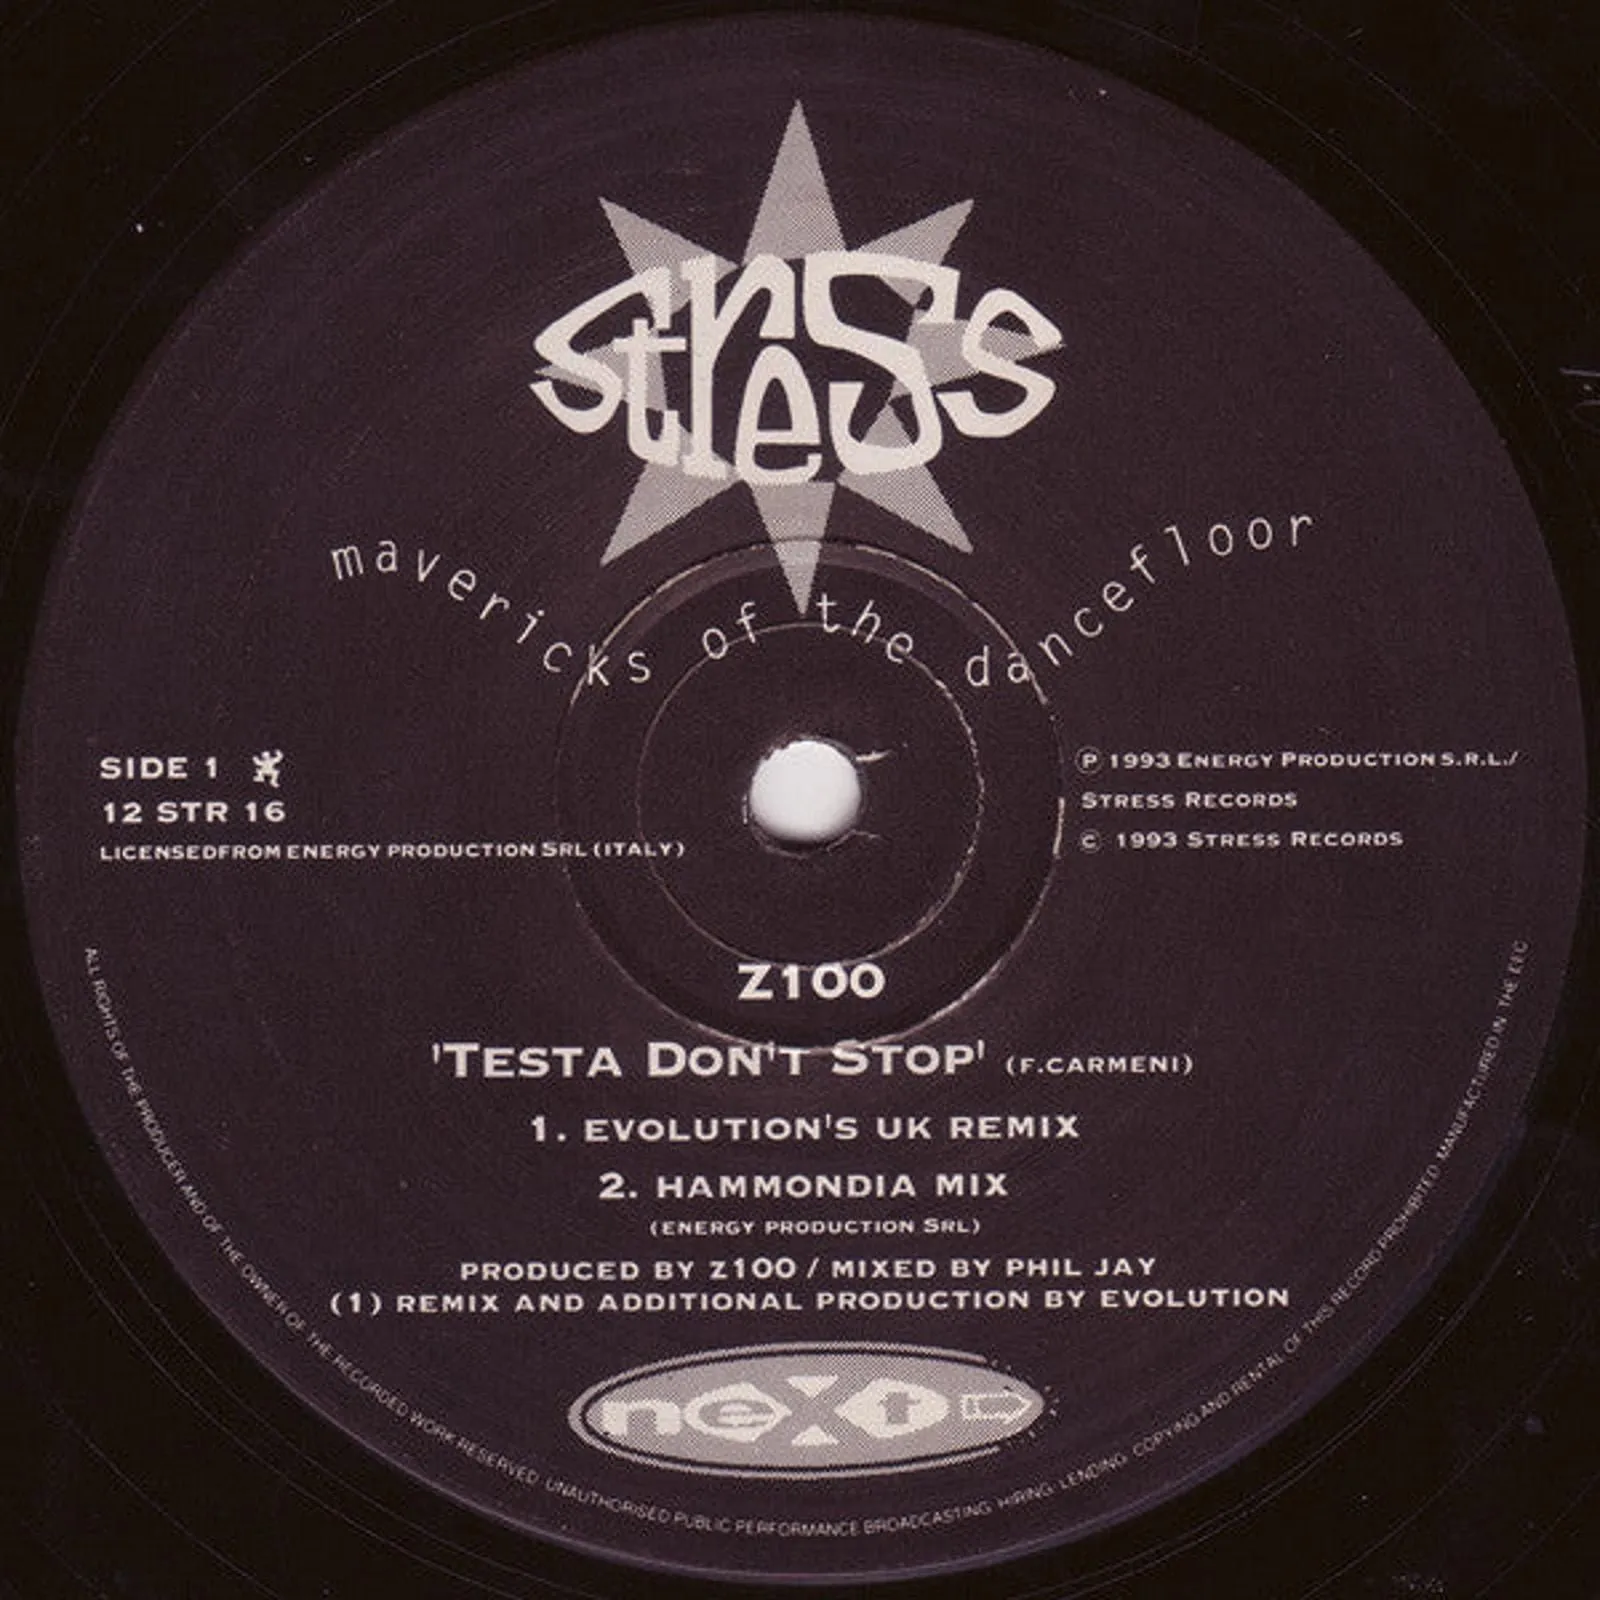 stress
mavericks of the dancefloor
SIDE 1
12 STR 16
LICENSEDFROM ENERGY PRODUCTION SRL (ITALY)
Ⓟ 1993 ENERGY PRODUCTION S.R.L./
STRESS RECORDS
© 1993 STRESS RECORDS
Z100
'TESTA DON'T STOP' (F.CARMENI)
1. EVOLUTION'S UK REMIX
2. HAMMONDIA MIX
(ENERGY PRODUCTION SRL)
PRODUCED BY Z100 / MIXED BY PHIL JAY
(1) REMIX AND ADDITIONAL PRODUCTION BY EVOLUTION
next
ALL RIGHTS OF THE PRODUCER AND OF THE OWNER OF THE RECORDED WORK RESERVED. UNAUTHORISED PUBLIC PERFORMANCE BROADCASTING. HIRING. LENDING. COPYING AND RENTAL OF THIS RECORD PROHIBITED. MANUFACTURED IN THE EEC